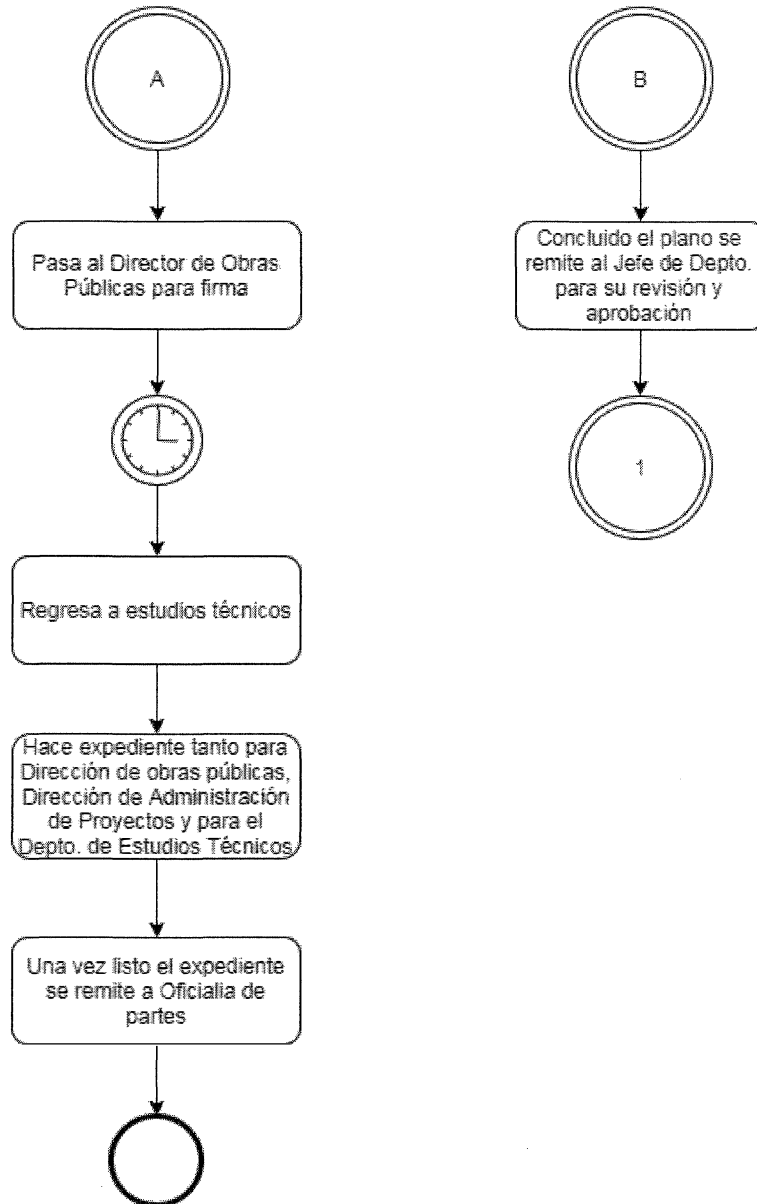 A
Pasa al Director de Obras
Públicas para firma
Regresa a estudios técnicos
Hace expediente tanto para
Dirección de obras públicas,
Dirección de Administración
de Proyectos y para el
Depto. de Estudios Técnicos
Una vez listo el expediente
se remite a Oficialia de
partes
B
Concluido el plano se
remite al Jefe de Depto.
para su revisión y
aprobación
1